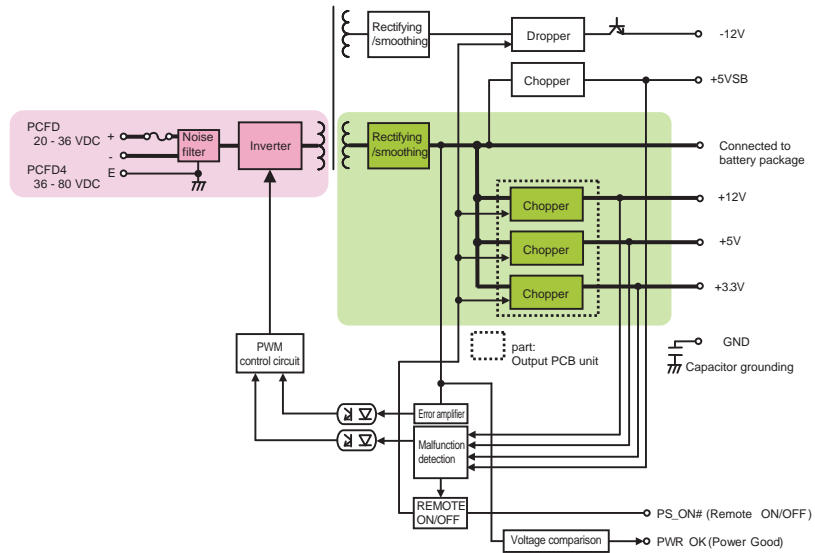 Rectifying
/smoothing
Dropper
-12V
Chopper
+5VSB
PCFD
20 - 36 VDC
+
-
PCFD4
36 - 80 VDC
E
Noise
filter
Inverter
Rectifying
/smoothing
Connected to
battery package
Chopper
+12V
Chopper
+5V
Chopper
+3.3V
part:
Output PCB unit
GND
Capacitor grounding
PWM
control circuit
Error amplifier
Malfunction
detection
REMOTE
ON/OFF
PS_ON# (Remote ON/OFF)
Voltage comparison
PWR OK (Power Good)